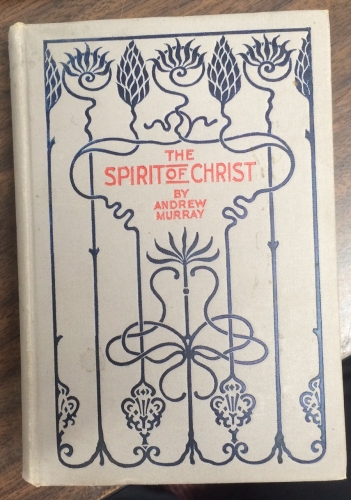 THE
SPIRIT OF CHRIST
BY
ANDREW
MURRAY